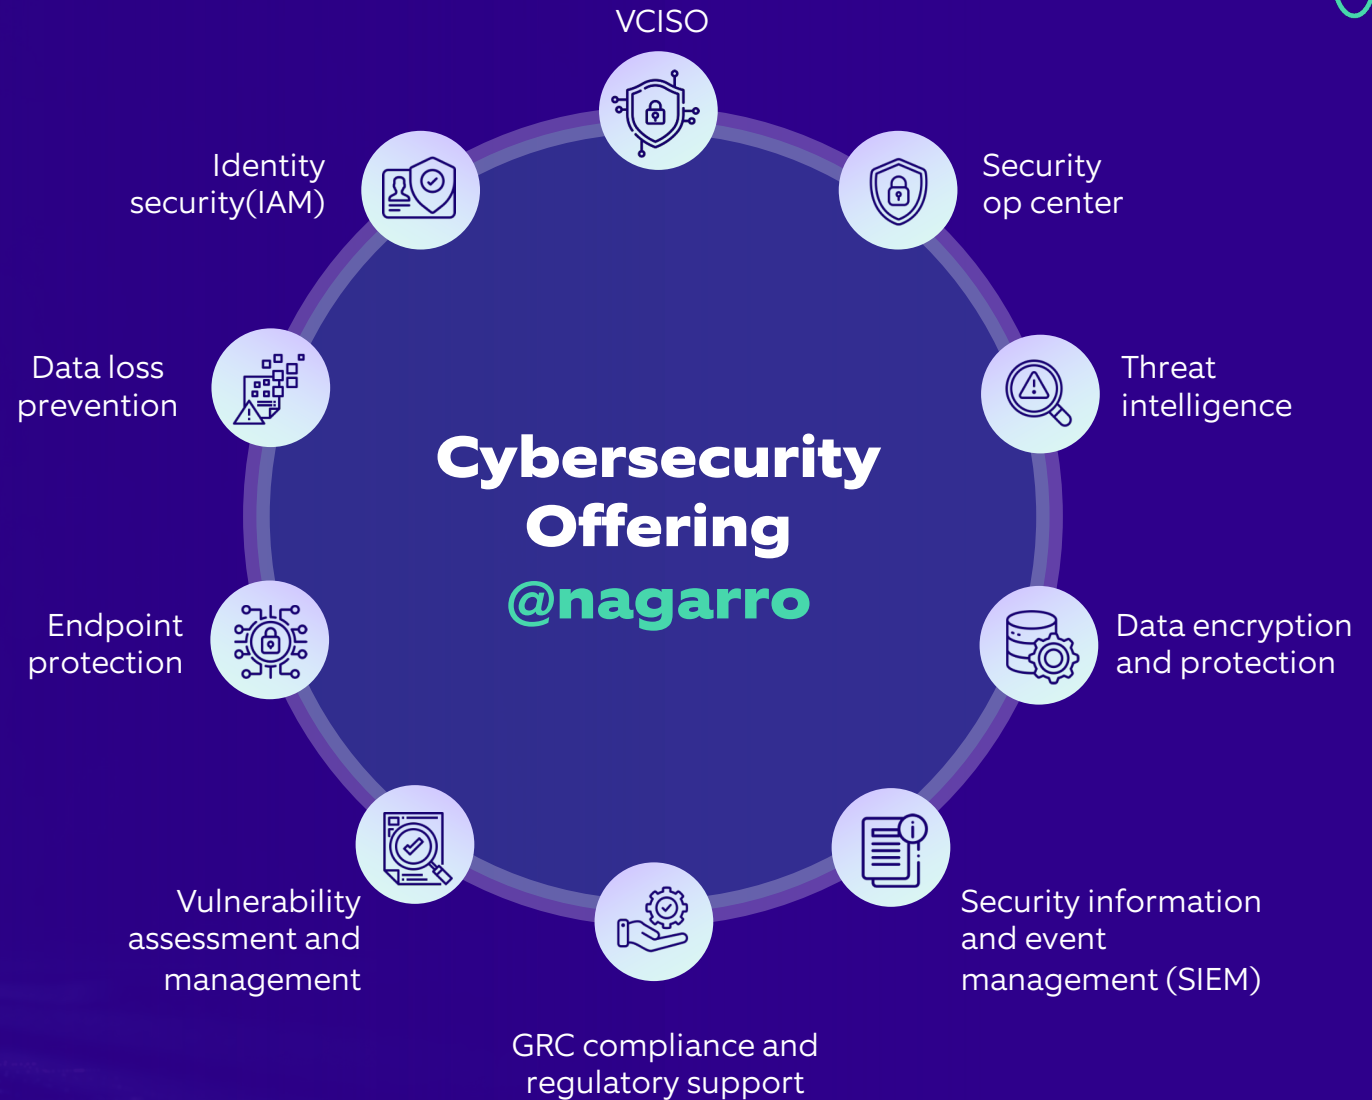 VCISO
Identity
security(IAM)
Security
op center
Data loss
prevention
Threat
intelligence
Cybersecurity
Offering
@nagarro
Endpoint
protection
Data encryption
and protection
Vulnerability
assessment and
management
Security information
and event
management (SIEM)
GRC compliance and
regulatory support